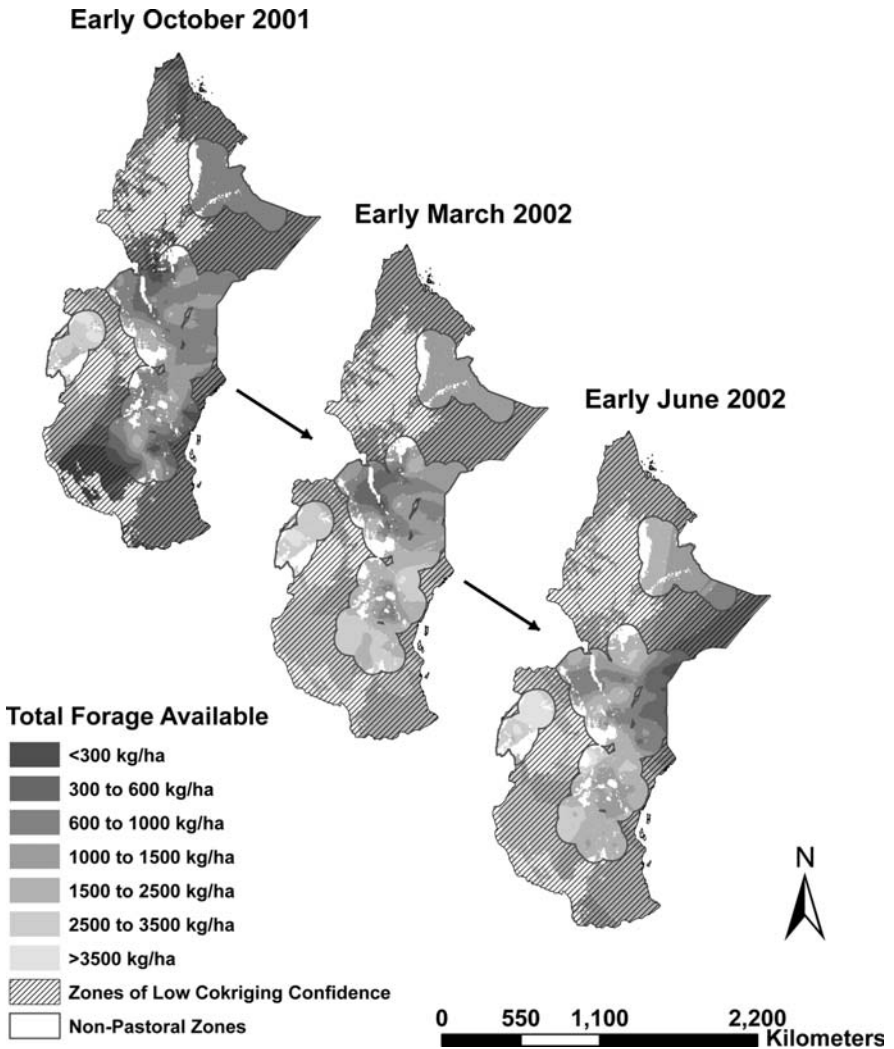 Early October 2001
Early March 2002
Early June 2002
Total Forage Available
<300 kg/ha
300 to 600 kg/ha
600 to 1000 kg/ha
1000 to 1500 kg/ha
1500 to 2500 kg/ha
2500 to 3500 kg/ha
>3500 kg/ha
Zones of Low Cokriging Confidence
Non-Pastoral Zones
N
0 550 1,100 2,200
Kilometers